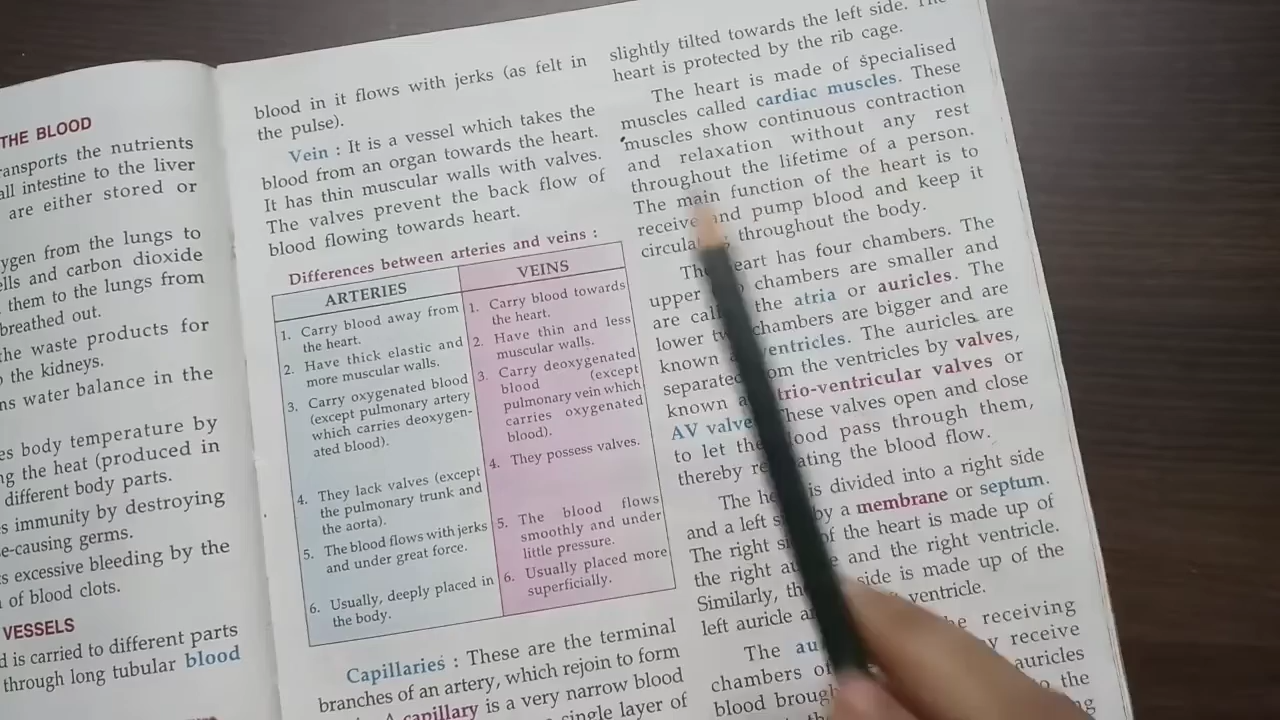 THE BLOOD
ransports the nutrients
all intestine to the liver
are either stored or
ygen from the lungs to
ells and carbon dioxide
them to the lungs from
breathed out.
the waste products for
the kidneys.
ns water balance in the
es body temperature by
ng the heat (produced in
different body parts.
s immunity by destroying
e-causing germs.
s excessive bleeding by the
of blood clots.
VESSELS
d is carried to different parts
through long tubular blood
blood in it flows with jerks (as felt in
the pulse).
Vein : It is a vessel which takes the
blood from an organ towards the heart.
It has thin muscular walls with valves.
The valves prevent the back flow of
blood flowing towards heart.
Differences between arteries and veins :
ARTERIES
1. Carry blood away from
the heart.
2. Have thick elastic and
more muscular walls.
3. Carry oxygenated blood
(except pulmonary artery
which carries deoxygen-
ated blood).
4. They lack valves (except
the pulmonary trunk and
the aorta).
5. The blood flows with jerks
and under great force.
6. Usually, deeply placed in
the body.
VEINS
1. Carry blood towards
the heart.
2. Have thin and less
muscular walls.
3. Carry deoxygenated
blood (except
pulmonary vein which
carries oxygenated
blood).
4. They possess valves.
5. The blood flows
smoothly and under
little pressure.
6. Usually placed more
superficially.
Capillaries : These are the terminal
branches of an artery, which rejoin to form
A capillary is a very narrow blood
single layer of
slightly tilted towards the left side. The
heart is protected by the rib cage.
The heart is made of specialised
muscles called cardiac muscles. These
muscles show continuous contraction
and relaxation without any rest
throughout the lifetime of a person.
The main function of the heart is to
receive and pump blood and keep it
circula throughout the body.
The heart has four chambers. The
upper chambers are smaller and
are cal the atria or auricles. The
lower tw chambers are bigger and are
known a ventricles. The auricles are
separated from the ventricles by valves,
known a trio-ventricular valves or
AV valve These valves open and close
to let the blood pass through them,
thereby re ating the blood flow.
The he is divided into a right side
and a left s by a membrane or septum.
The right s of the heart is made up of
the right au and the right ventricle.
Similarly, th side is made up of the
left auricle a ventricle.
The au receiving
chambers of receive
blood brough auricles
the